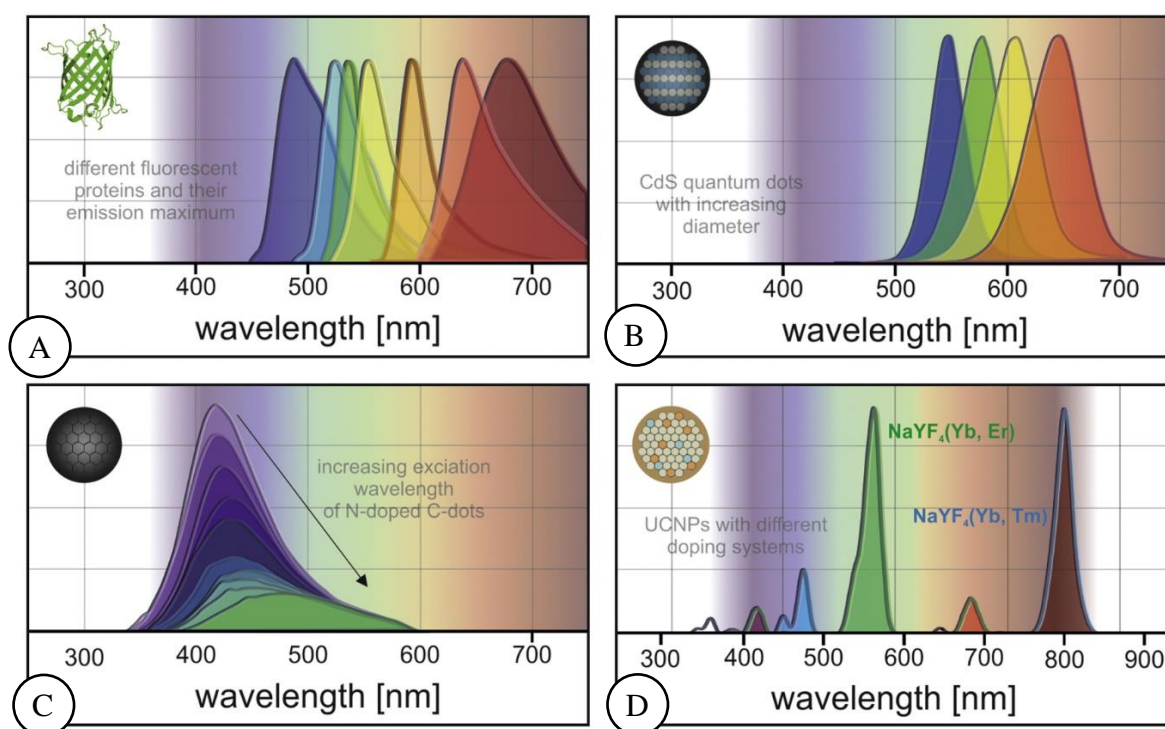 different fluorescent
proteins and their
emission maximum
300 400 500 600 700
wavelength [nm]
A
CdS quantum dots
with increasing
diameter
300 400 500 600 700
wavelength [nm]
B
increasing exciation
wavelength
of N-doped C-dots
300 400 500 600 700
wavelength [nm]
C
NaYF₄(Yb, Er)
NaYF₄(Yb, Tm)
UCNPs with different
doping systems
300 400 500 600 700 800 900
wavelength [nm]
D